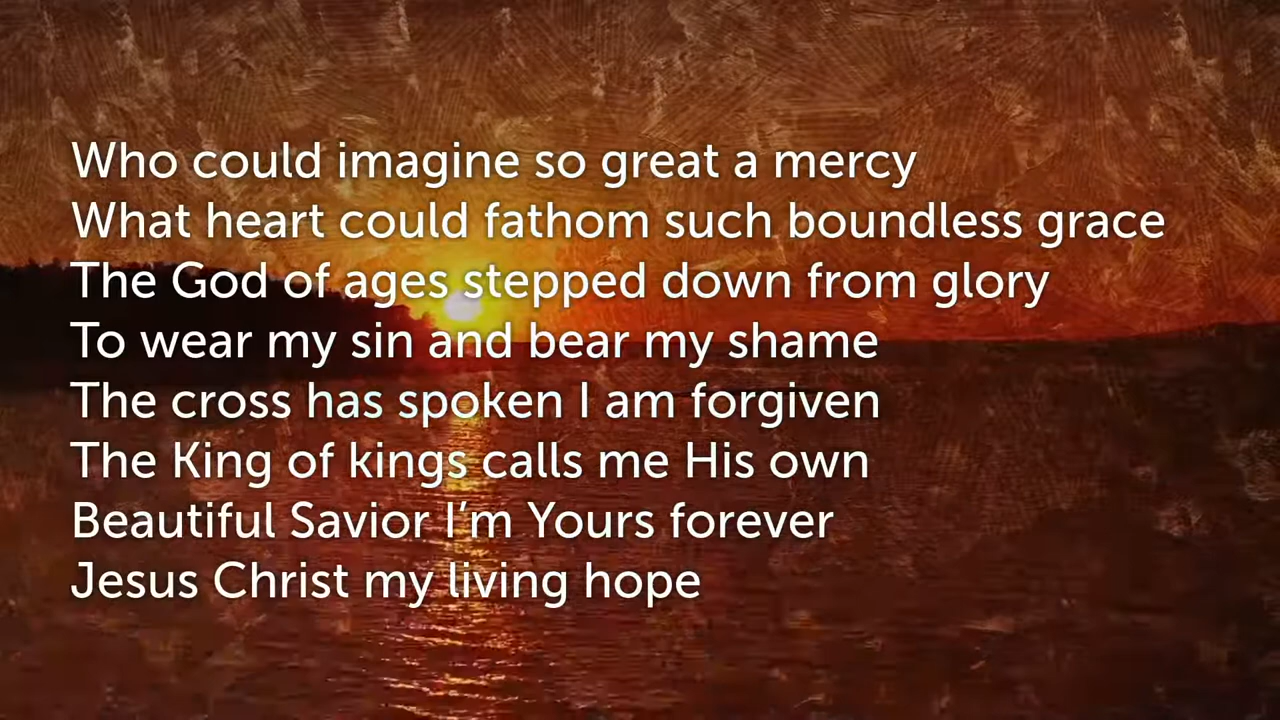 Who could imagine so great a mercy
What heart could fathom such boundless grace
The God of ages stepped down from glory
To wear my sin and bear my shame
The cross has spoken I am forgiven
The King of kings calls me His own
Beautiful Savior I’m Yours forever
Jesus Christ my living hope